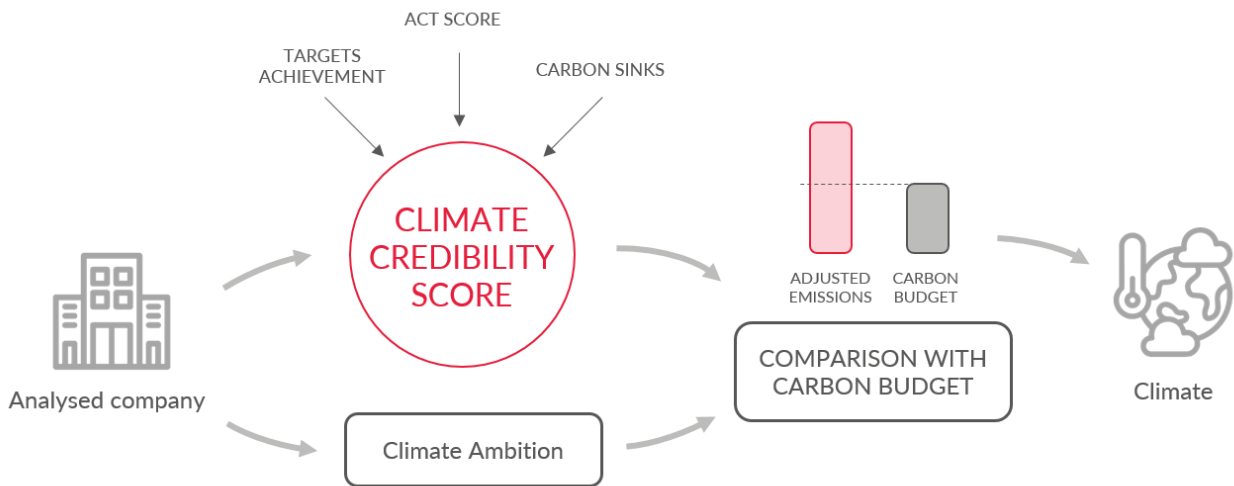 ACT SCORE
TARGETS
ACHIEVEMENT
CARBON SINKS
CLIMATE
CREDIBILITY
SCORE
ADJUSTED
EMISSIONS
CARBON
BUDGET
COMPARISON WITH
CARBON BUDGET
Analysed company
Climate Ambition
Climate